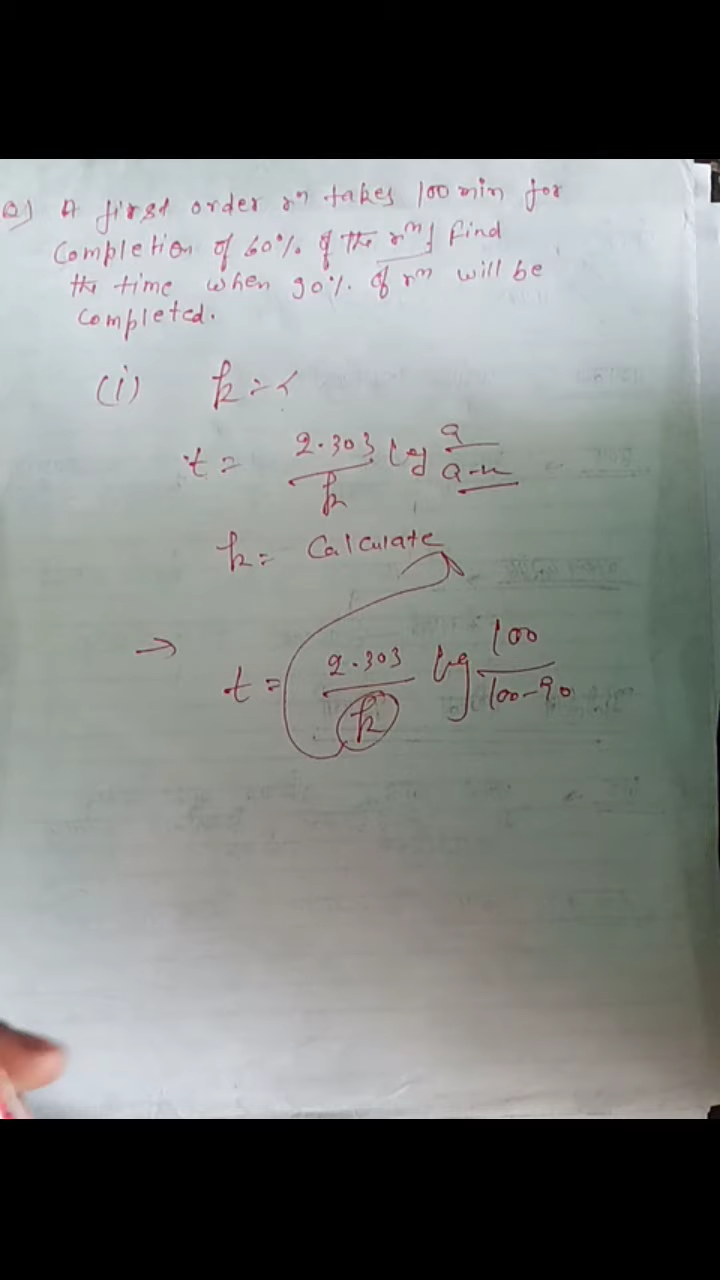 Q) A first order rⁿ takes 100 min for
Completion of 60% of the rⁿ. Find
the time when 90% of rⁿ will be
Completed.
(i) k = <
t = 2.303/k log a/a-x
k = Calculate
→ t = 2.303/k log 100/100-90